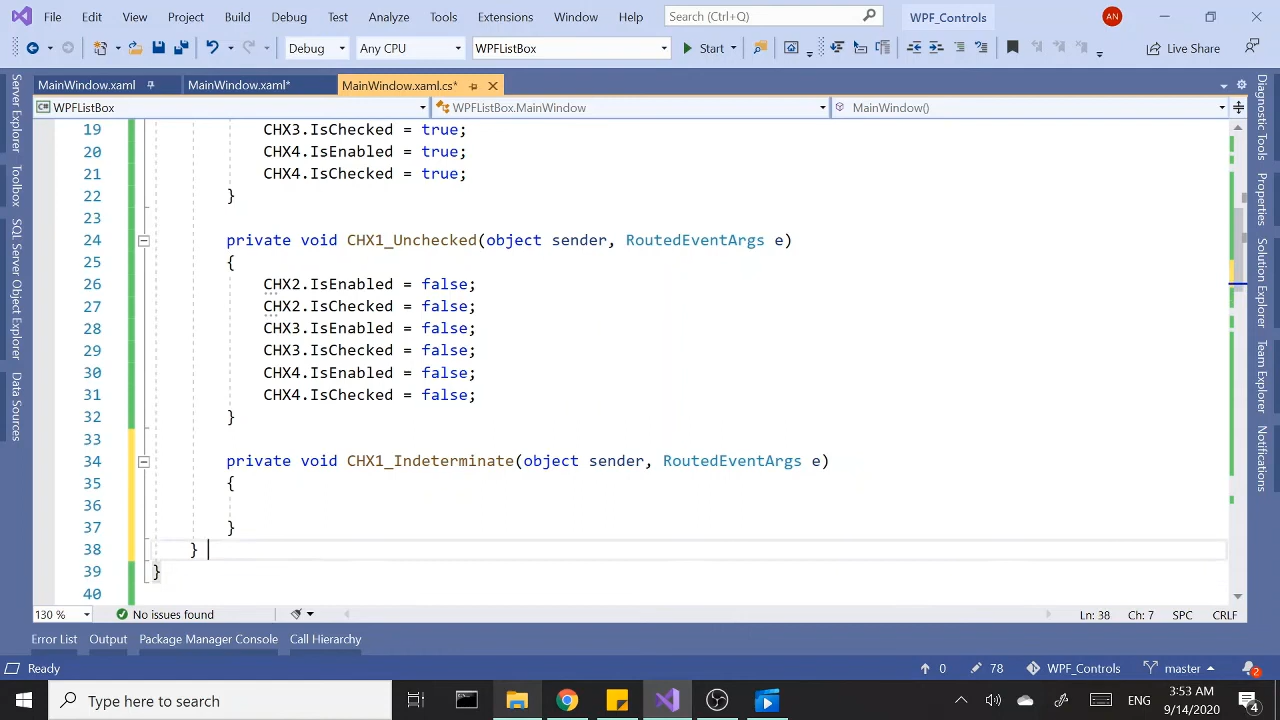 File Edit View Project Build Debug Test Analyze Tools Extensions Window Help Search (Ctrl+Q) WPF_Controls AN
Debug Any CPU WPFListBox Start Live Share
MainWindow.xaml MainWindow.xaml* MainWindow.xaml.cs*
WPFListBox WPFListBox.MainWindow MainWindow()
Server Explorer
Toolbox
SQL Server Object Explorer
Data Sources
19 CHX3.IsChecked = true;
20 CHX4.IsEnabled = true;
21 CHX4.IsChecked = true;
22 }
23
24 private void CHX1_Unchecked(object sender, RoutedEventArgs e)
25 {
26 CHX2.IsEnabled = false;
27 CHX2.IsChecked = false;
28 CHX3.IsEnabled = false;
29 CHX3.IsChecked = false;
30 CHX4.IsEnabled = false;
31 CHX4.IsChecked = false;
32 }
33
34 private void CHX1_Indeterminate(object sender, RoutedEventArgs e)
35 {
36
37 }
38 }
39 }
40
Diagnostic Tools
Properties
Solution Explorer
Team Explorer
Notifications
130 % No issues found Ln: 38 Ch: 7 SPC CRLF
Error List Output Package Manager Console Call Hierarchy
Ready 0 78 WPF_Controls master 2
Type here to search ENG :53 AM 9/14/2020 4